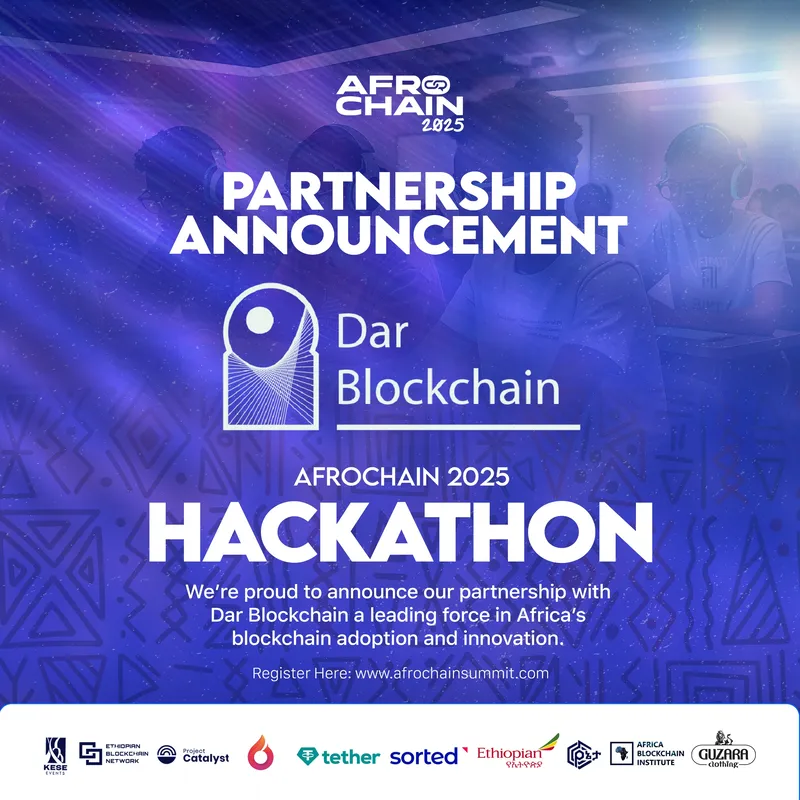 AFRO
CHAIN
2025
PARTNERSHIP
ANNOUNCEMENT
Dar
Blockchain
AFROCHAIN 2025
HACKATHON
We're proud to announce our partnership with
Dar Blockchain a leading force in Africa's
blockchain adoption and innovation.
Register Here: www.afrochainsummit.com
KESE
EVENTS
ETHIOPIAN
BLOCKCHAIN
NETWORK
Project
Catalyst
tether
sorted
Ethiopian
የኢትዮጵያ
AFRICA
BLOCKCHAIN
INSTITUTE
GUZARA
clothing